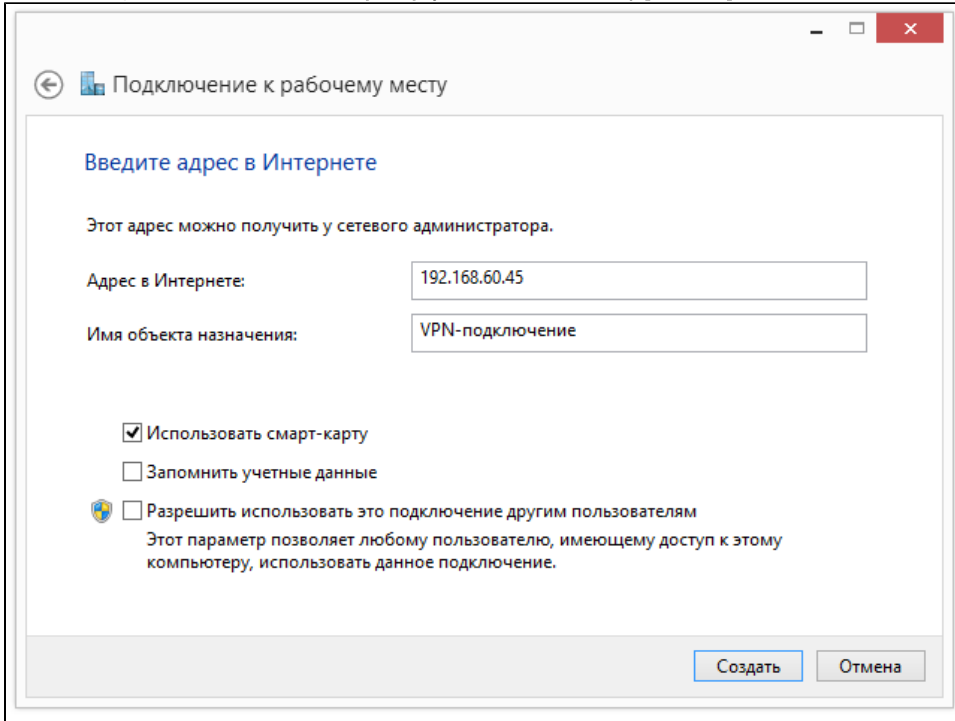 Подключение к рабочему месту
Введите адрес в Интернете
Этот адрес можно получить у сетевого администратора.
Адрес в Интернете: 192.168.60.45
Имя объекта назначения: VPN-подключение
Использовать смарт-карту
Запомнить учетные данные
Разрешить использовать это подключение другим пользователям
Этот параметр позволяет любому пользователю, имеющему доступ к этому
компьютеру, использовать данное подключение.
Создать Отмена